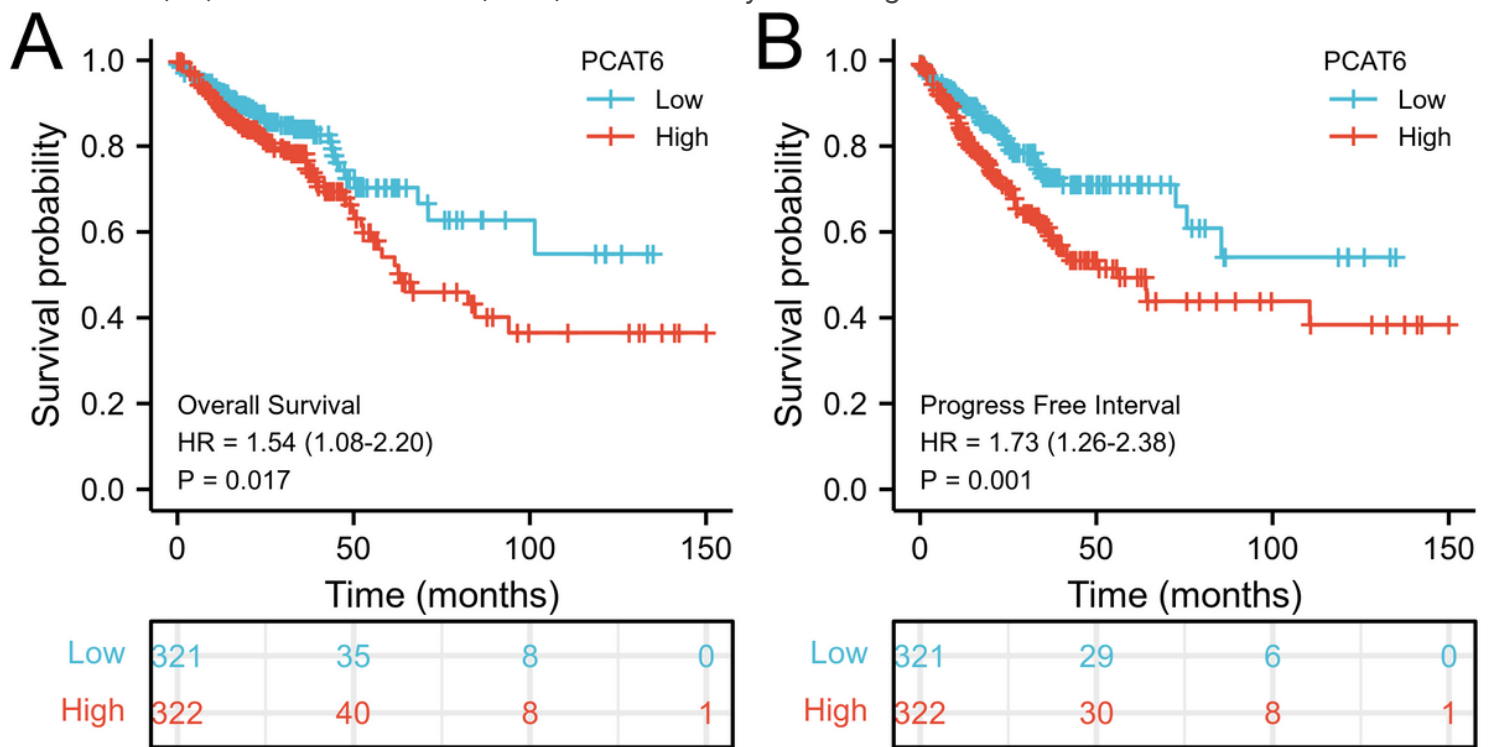 A
Survival probability
1.0
0.8
0.6
0.4
0.2
0.0
PCAT6
Low
High
Overall Survival
HR = 1.54 (1.08-2.20)
P = 0.017
0 50 100 150
Time (months)
Low 321 35 8 0
High 322 40 8 1
B
Survival probability
1.0
0.8
0.6
0.4
0.2
0.0
PCAT6
Low
High
Progress Free Interval
HR = 1.73 (1.26-2.38)
P = 0.001
0 50 100 150
Time (months)
Low 321 29 6 0
High 322 30 8 1